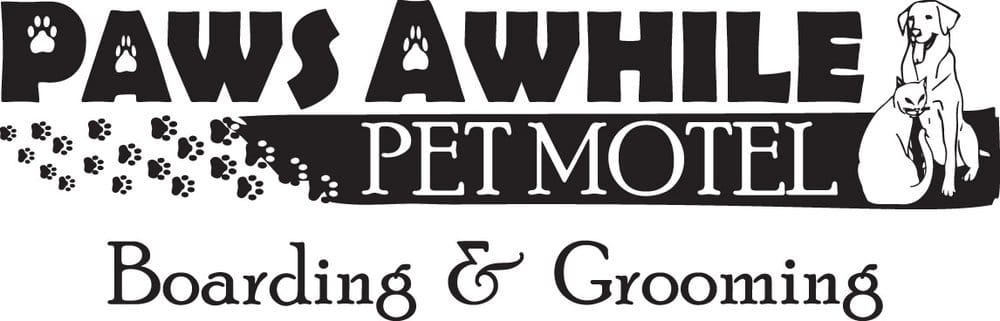 PAWS AWHILE
PET MOTEL
Boarding & Grooming